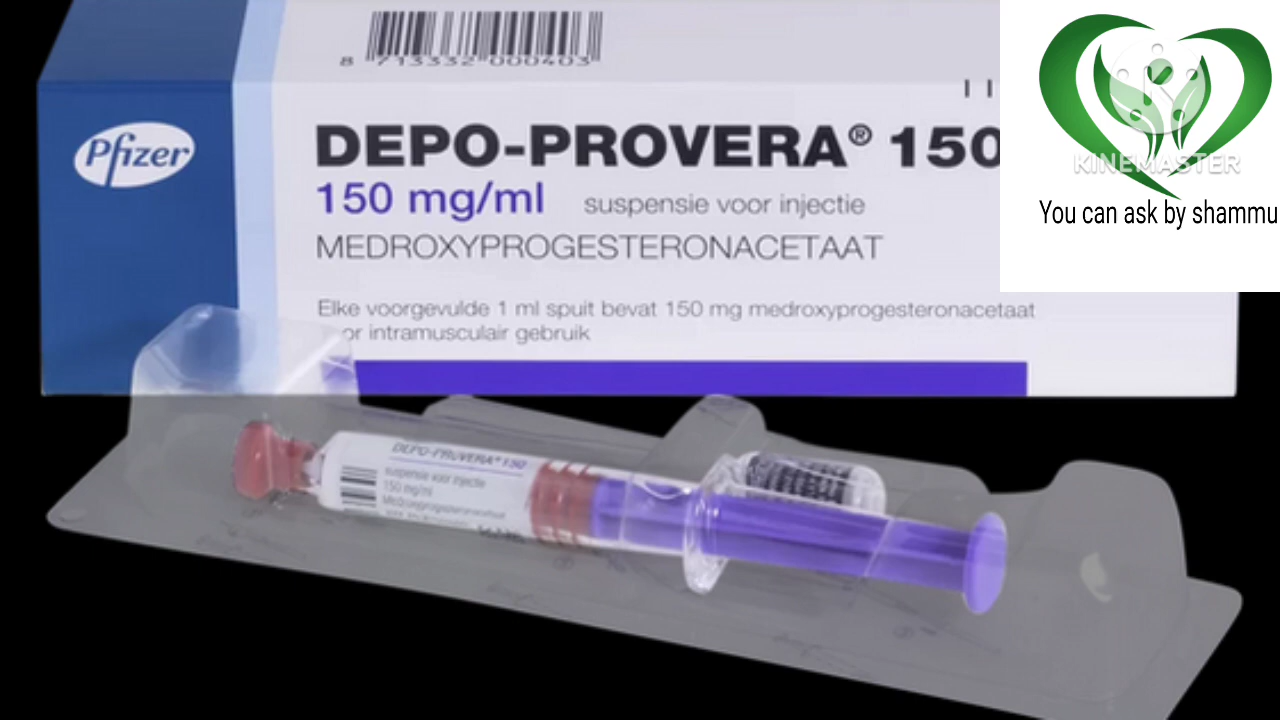 8 713332 000403
Pfizer
DEPO-PROVERA® 150
150 mg/ml suspensie voor injectie
MEDROXYPROGESTERONACETAAT
Elke voorgevulde 1 ml spuit bevat 150 mg medroxyprogesteronacetaat
or intramusculair gebruik
KINEMASTER
You can ask by shammu
DEPO-PROVERA® 150
suspensie voor injectie
150 mg/ml
Medroxyprogesteronacetaat